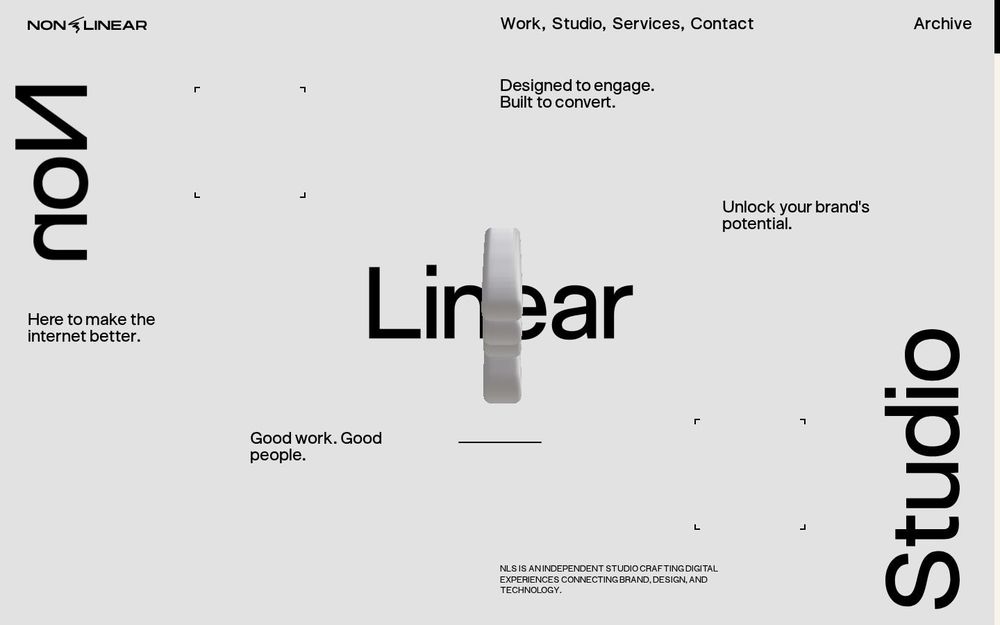 NON LINEAR
Work, Studio, Services, Contact
Archive
Non
Designed to engage.
Built to convert.
Unlock your brand's
potential.
Linear
Here to make the
internet better.
Studio
Good work. Good
people.
NLS IS AN INDEPENDENT STUDIO CRAFTING DIGITAL
EXPERIENCES CONNECTING BRAND, DESIGN, AND
TECHNOLOGY.